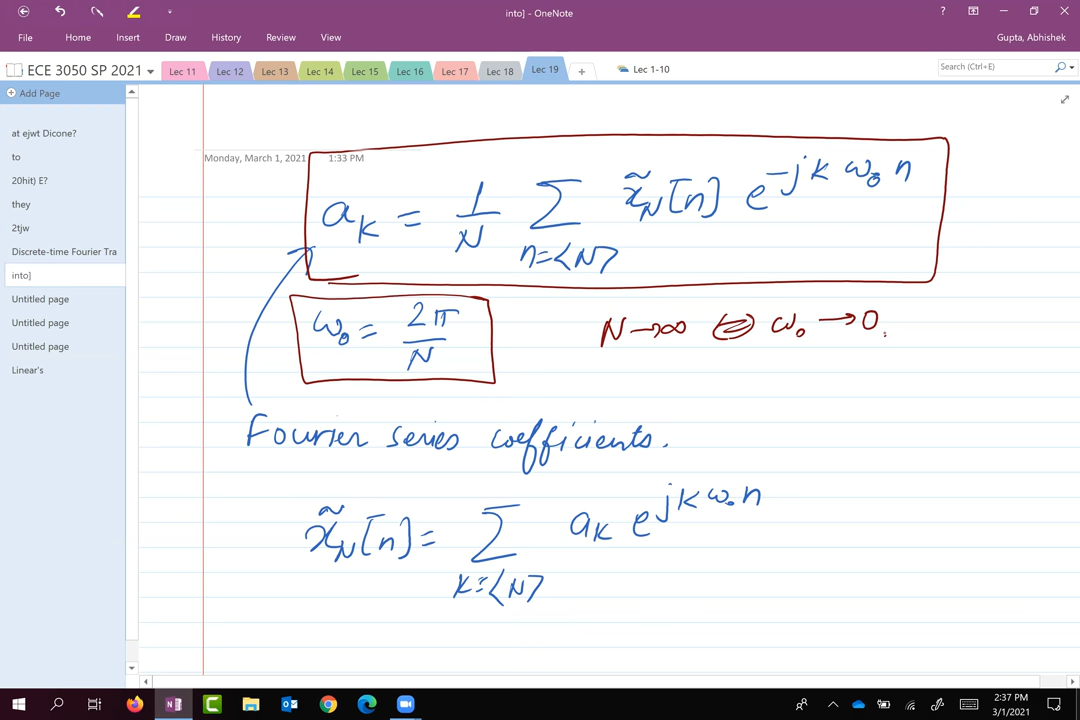 into] - OneNote
?
File
Home
Insert
Draw
History
Review
View
Gupta, Abhishek
ECE 3050 SP 2021
Lec 11
Lec 12
Lec 13
Lec 14
Lec 15
Lec 16
Lec 17
Lec 18
Lec 19
+
Lec 1-10
Search (Ctrl+E)
Add Page
at ejwt Dicone?
to
20hit) E?
they
2tjw
Discrete-time Fourier Tra
into]
Untitled page
Untitled page
Untitled page
Linear's
Monday, March 1, 2021 1:33 PM
a_k = 1/N Σ_{n=<N>} x̃_N[n] e^{-jkω₀n}
ω₀ = 2π/N
N→∞ ⇔ ω₀ →0.
Fourier series coefficients.
x̃_N[n] = Σ_{k=<N>} a_k e^{jkω₀n}
2:37 PM
3/1/2021